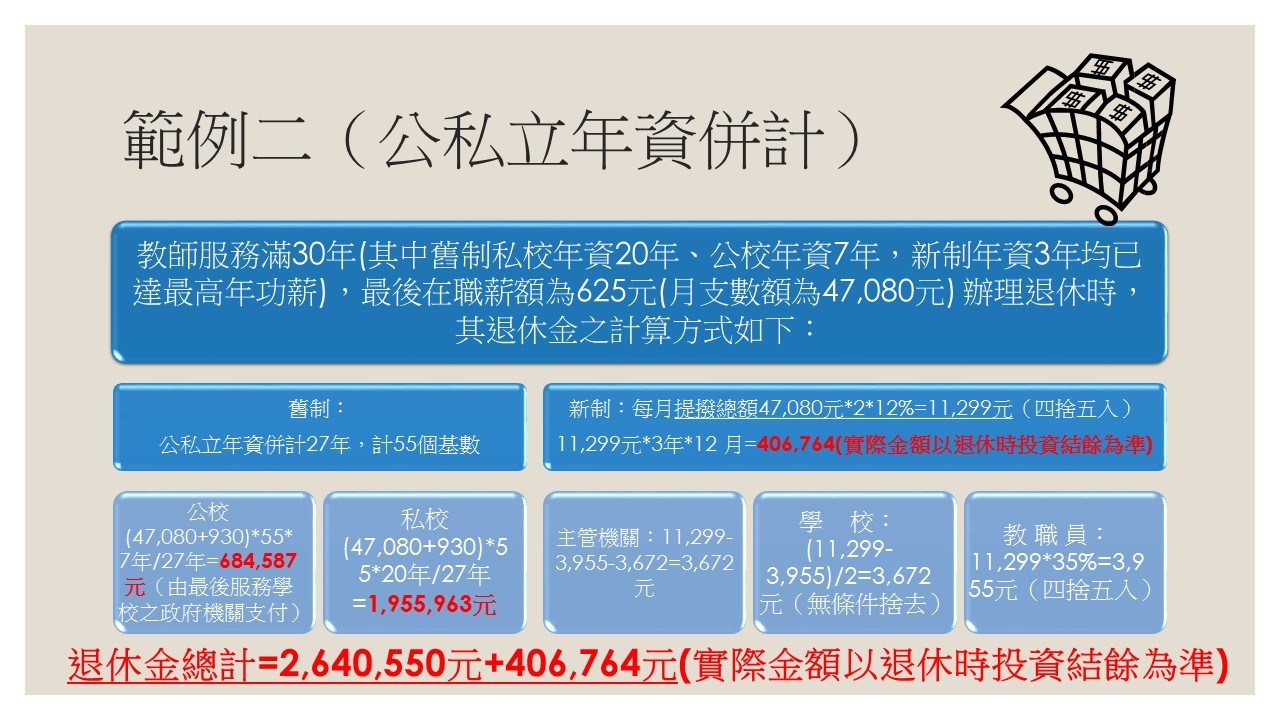 範例二（公私立年資併計）
教師服務滿30年(其中舊制私校年資20年、公校年資7年，新制年資3年均已
達最高年功薪)，最後在職薪額為625元(月支數額為47,080元) 辦理退休時，
其退休金之計算方式如下：
舊制：
公私立年資併計27年，計55個基數
新制：每月提撥總額47,080元*2*12%=11,299元（四捨五入）
11,299元*3年*12 月=406,764(實際金額以退休時投資結餘為準)
公校
(47,080+930)*55*
7年/27年=684,587
元（由最後服務學
校之政府機關支付）
私校
(47,080+930)*5
5*20年/27年
=1,955,963元
主管機關：11,299-
3,955-3,672=3,672
元
學　校：
(11,299-
3,955)/2=3,672
元（無條件捨去）
教 職 員：
11,299*35%=3,9
55元（四捨五入）
退休金總計=2,640,550元+406,764元(實際金額以退休時投資結餘為準)
$
$
$
$